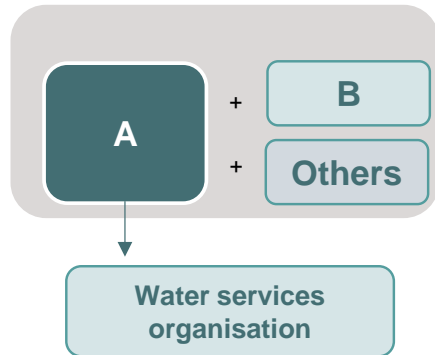 A
+
B
+
Others
Water services
organisation